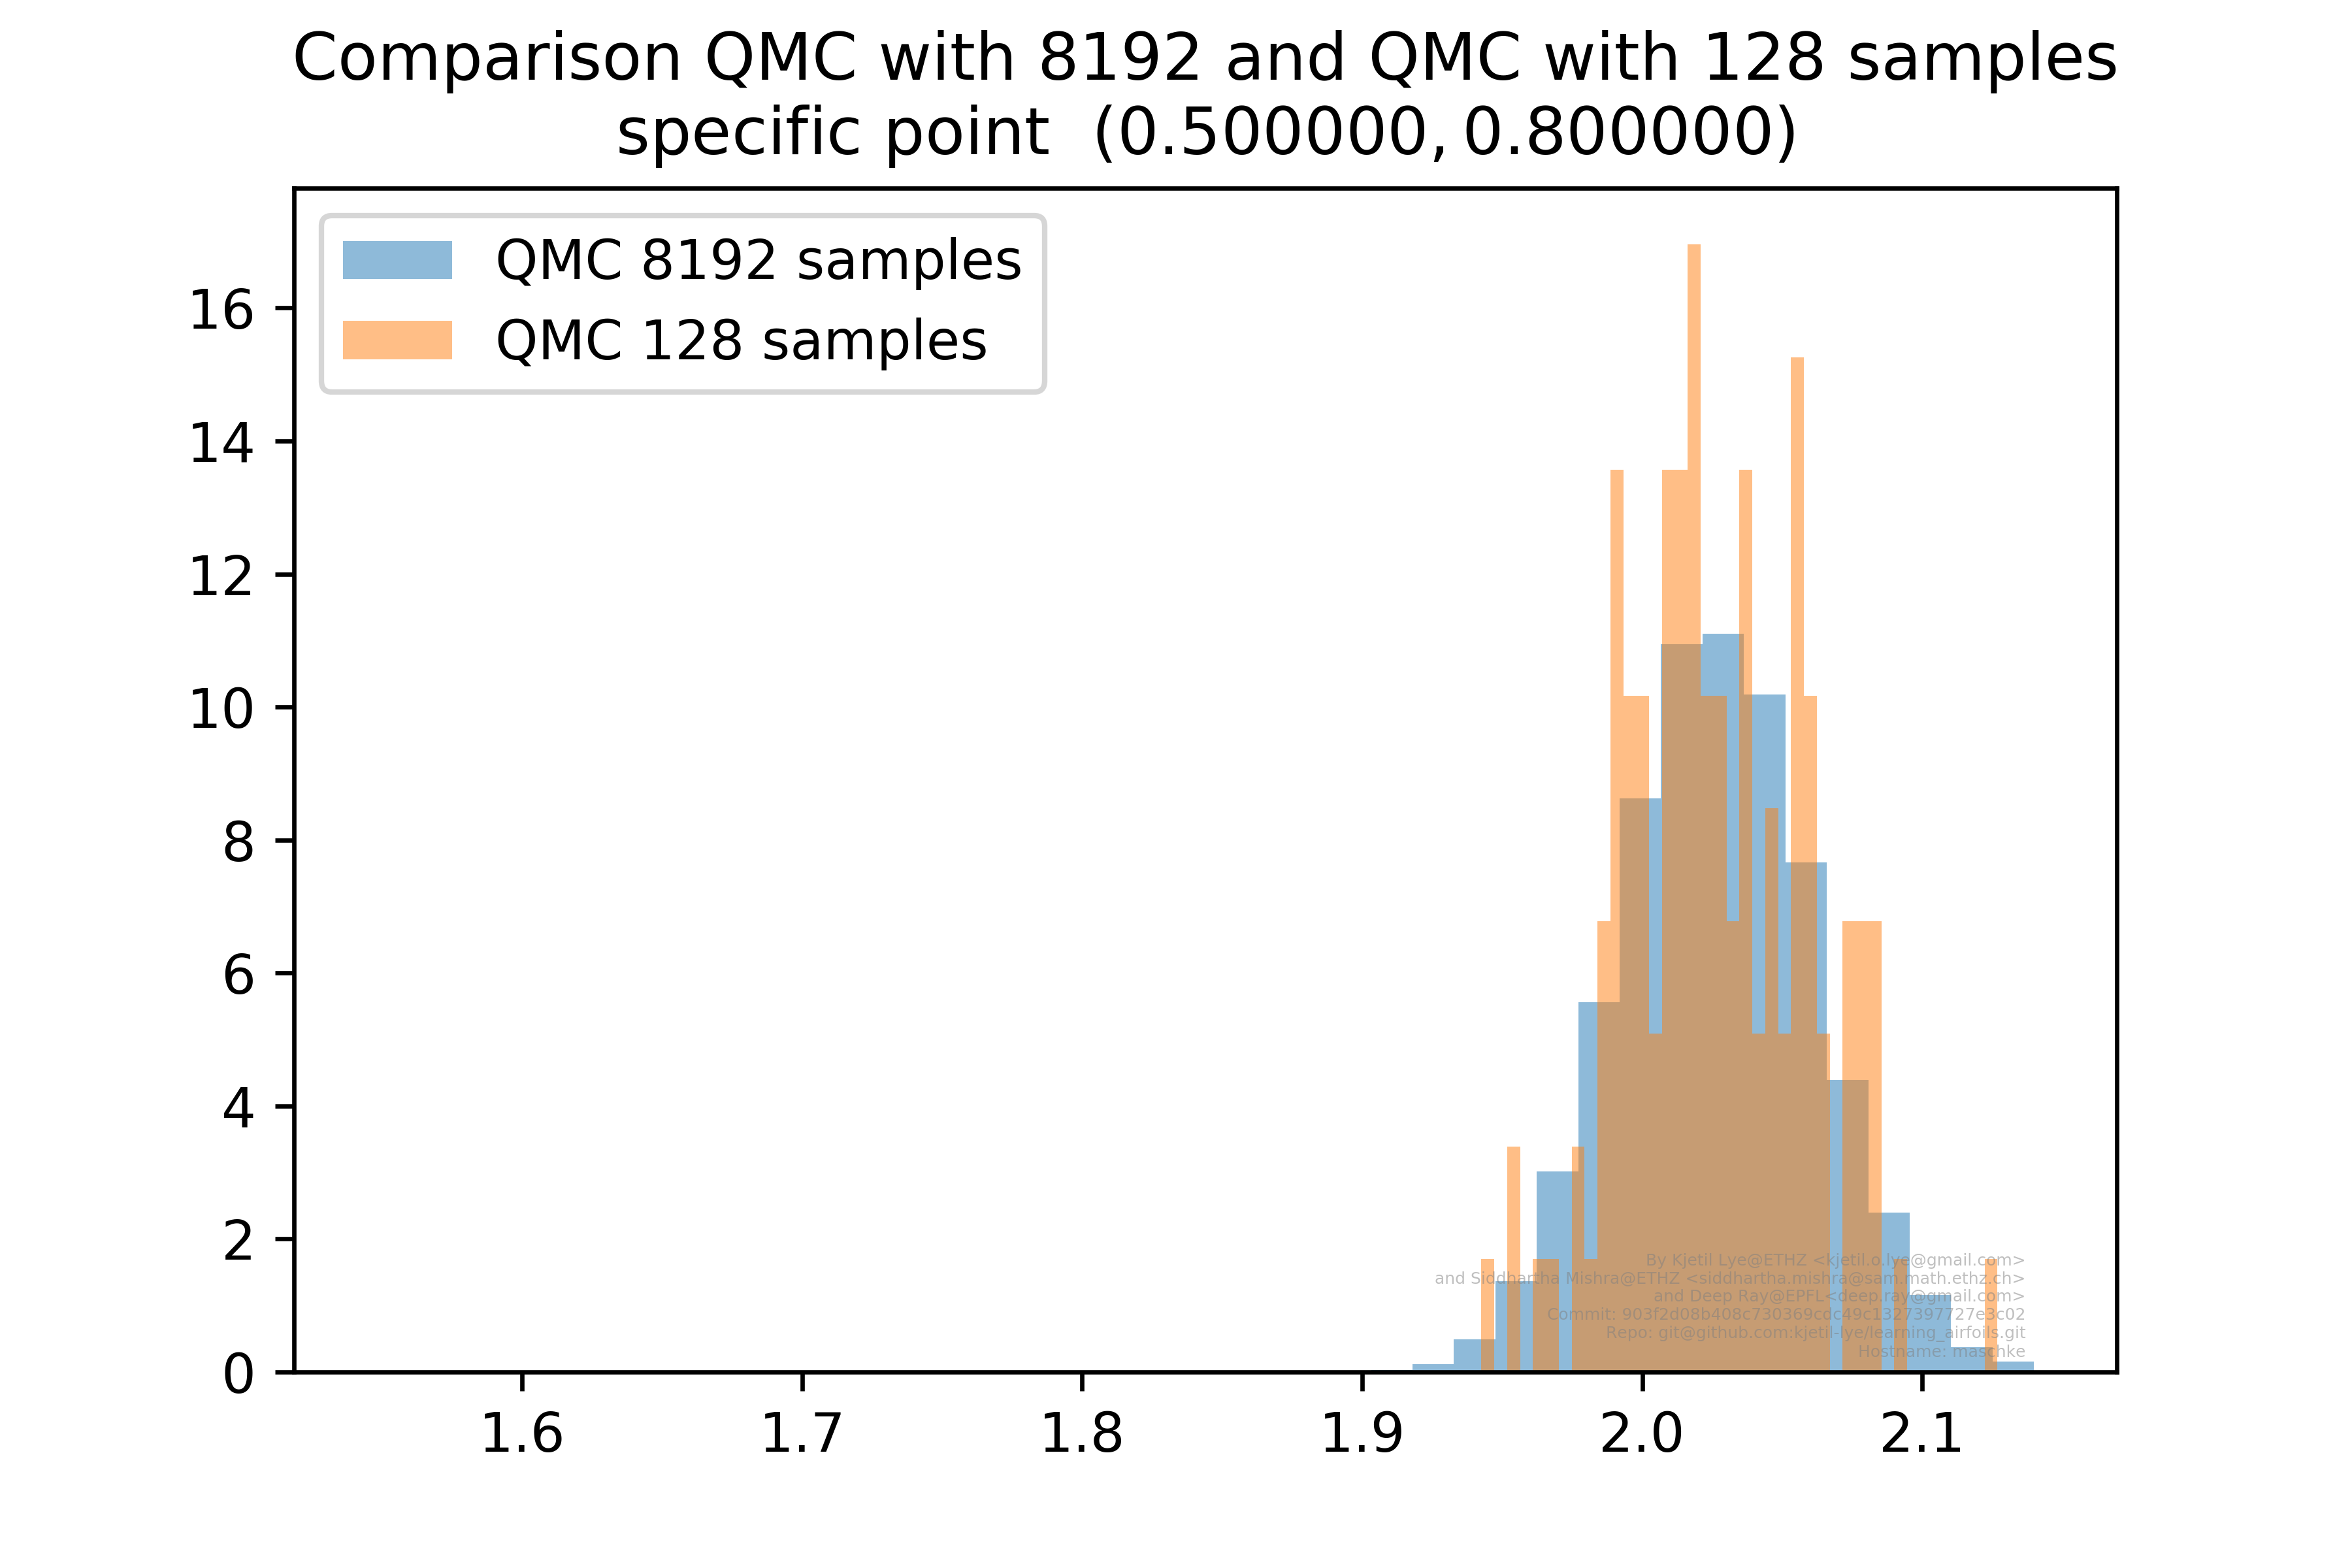 Comparison QMC with 8192 and QMC with 128 samples
specific point (0.500000, 0.800000)
QMC 8192 samples
QMC 128 samples
16
14
12
10
8
6
4
2
0
1.6
1.7
1.8
1.9
2.0
2.1
By Kjetil Lye@ETHZ <kjetil.o.lye@gmail.com>
and Siddhartha Mishra@ETHZ <siddhartha.mishra@sam.math.ethz.ch>
and Deep Ray@EPFL<deep.ray@gmail.com>
Commit: 903f2d08b408c730369cdc49c1327397727e3c02
Repo: git@github.com:kjetil-lye/learning_airfoils.git
Hostname: maschke